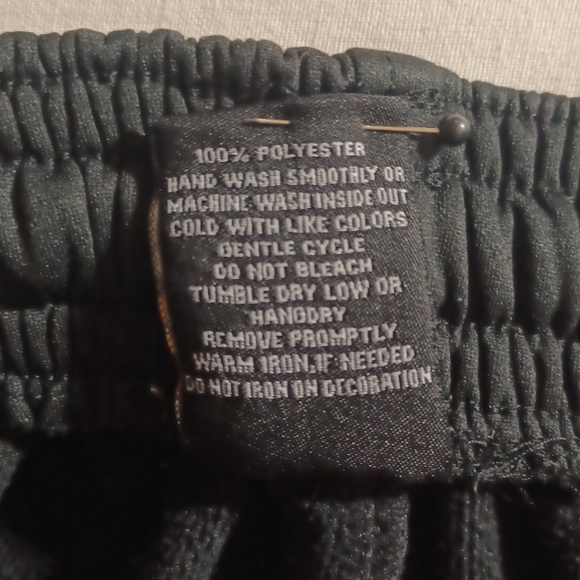 100% POLYESTER
HAND WASH SMOOTHLY OR
MACHINE WASH INSIDE OUT
COLD WITH LIKE COLORS
GENTLE CYCLE
DO NOT BLEACH
TUMBLE DRY LOW OR
HANGDRY
REMOVE PROMPTLY
WARM IRON,IF NEEDED
DO NOT IRON ON DECORATION